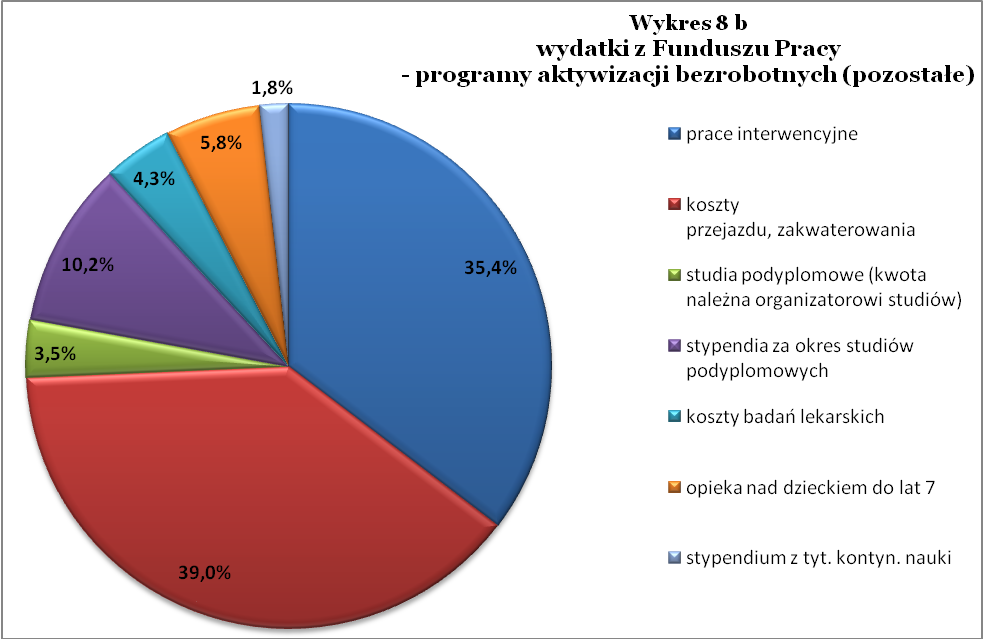 Wykres 8 b
wydatki z Funduszu Pracy
- programy aktywizacji bezrobotnych (pozostałe)
1,8%
5,8%
4,3%
10,2%
3,5%
35,4%
39,0%
prace interwencyjne
koszty
przejazdu, zakwaterowania
studia podyplomowe (kwota
należna organizatorowi studiów)
stypendia za okres studiów
podyplomowych
koszty badań lekarskich
opieka nad dzieckiem do lat 7
stypendium z tyt. kontyn. nauki